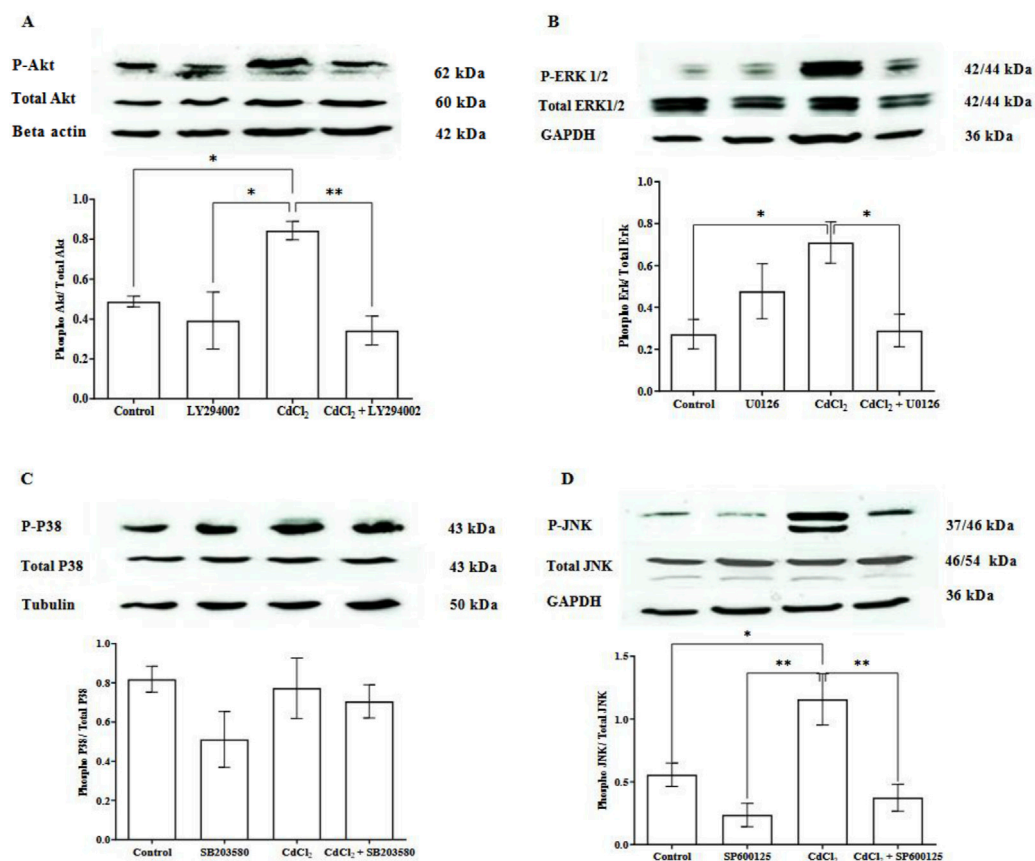 A
P-Akt
62 kDa
Total Akt
60 kDa
Beta actin
42 kDa
*
*
**
Phospho Akt/ Total Akt
1.0
0.8
0.6
0.4
0.2
0.0
Control
LY294002
CdCl2
CdCl2 + LY294002
B
P-ERK 1/2
42/44 kDa
Total ERK1/2
42/44 kDa
GAPDH
36 kDa
*
*
Phospho Erk/ Total Erk
1.0
0.8
0.6
0.4
0.2
0.0
Control
U0126
CdCl2
CdCl2 + U0126
C
P-P38
43 kDa
Total P38
43 kDa
Tubulin
50 kDa
Phospho P38/ Total P38
1.0
0.8
0.6
0.4
0.2
0.0
Control
SB203580
CdCl2
CdCl2 + SB203580
D
P-JNK
37/46 kDa
Total JNK
46/54 kDa
GAPDH
36 kDa
*
**
**
Phospho JNK/ Total JNK
1.5
1.0
0.5
0.0
Control
SP600125
CdCl2
CdCl2 + SP600125